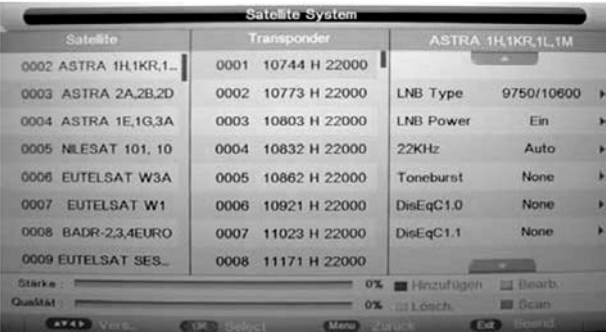 Satellite System
Satellite Transponder ASTRA 1H,1KR,1L,1M
0002 ASTRA 1H,1KR,1... 0001 10744 H 22000
0003 ASTRA 2A,2B,2D 0002 10773 H 22000 LNB Type 9750/10600
0004 ASTRA 1E,1G,3A 0003 10803 H 22000 LNB Power Ein
0005 NILESAT 101, 10 0004 10832 H 22000 22KHz Auto
0006 EUTELSAT W3A 0005 10862 H 22000 Toneburst None
0007 EUTELSAT W1 0006 10921 H 22000 DisEqC1.0 None
0008 BADR-2,3,4EURO 0007 11023 H 22000 DisEqC1.1 None
0009 EUTELSAT SES... 0008 11171 H 22000
Stärke : 0% Hinzufügen Bearb.
Qualität : 0% Lösch. Scan
Vers. OK Select Menu Zurück Exit Beend.